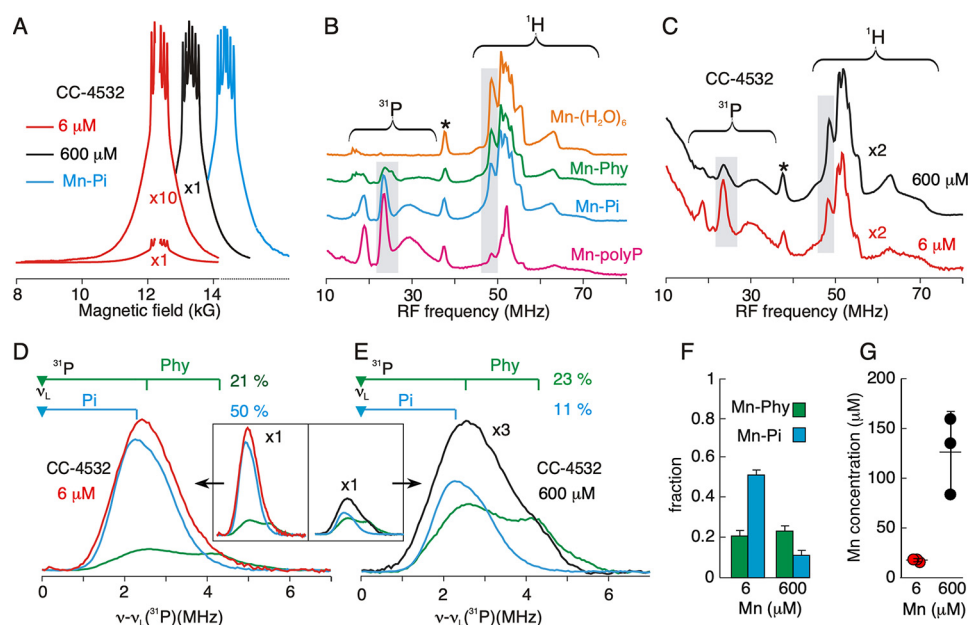 A
CC-4532
6 µM
600 µM
Mn-Pi
x10
x1
x1
8 10 12 14
Magnetic field (kG)
B
¹H
³¹P
*
Mn-(H₂O)₆
Mn-Phy
Mn-Pi
Mn-polyP
10 30 50 70
RF frequency (MHz)
C
¹H
CC-4532
³¹P
*
x2
600 µM
x2
6 µM
10 30 50 70
RF frequency (MHz)
D
³¹P
Phy
21 %
νL
Pi
50 %
CC-4532
6 µM
x1
0 2 4 6
ν-νL(³¹P)(MHz)
E
³¹P
Phy
23 %
νL
Pi
11 %
x3
x1
CC-4532
600 µM
0 2 4 6
ν-νL(³¹P)(MHz)
F
1
0.8
0.6
0.4
0.2
0
fraction
Mn-Phy
Mn-Pi
6 600
Mn (µM)
G
200
150
100
50
0
Mn concentration (µM)
6 600
Mn (µM)